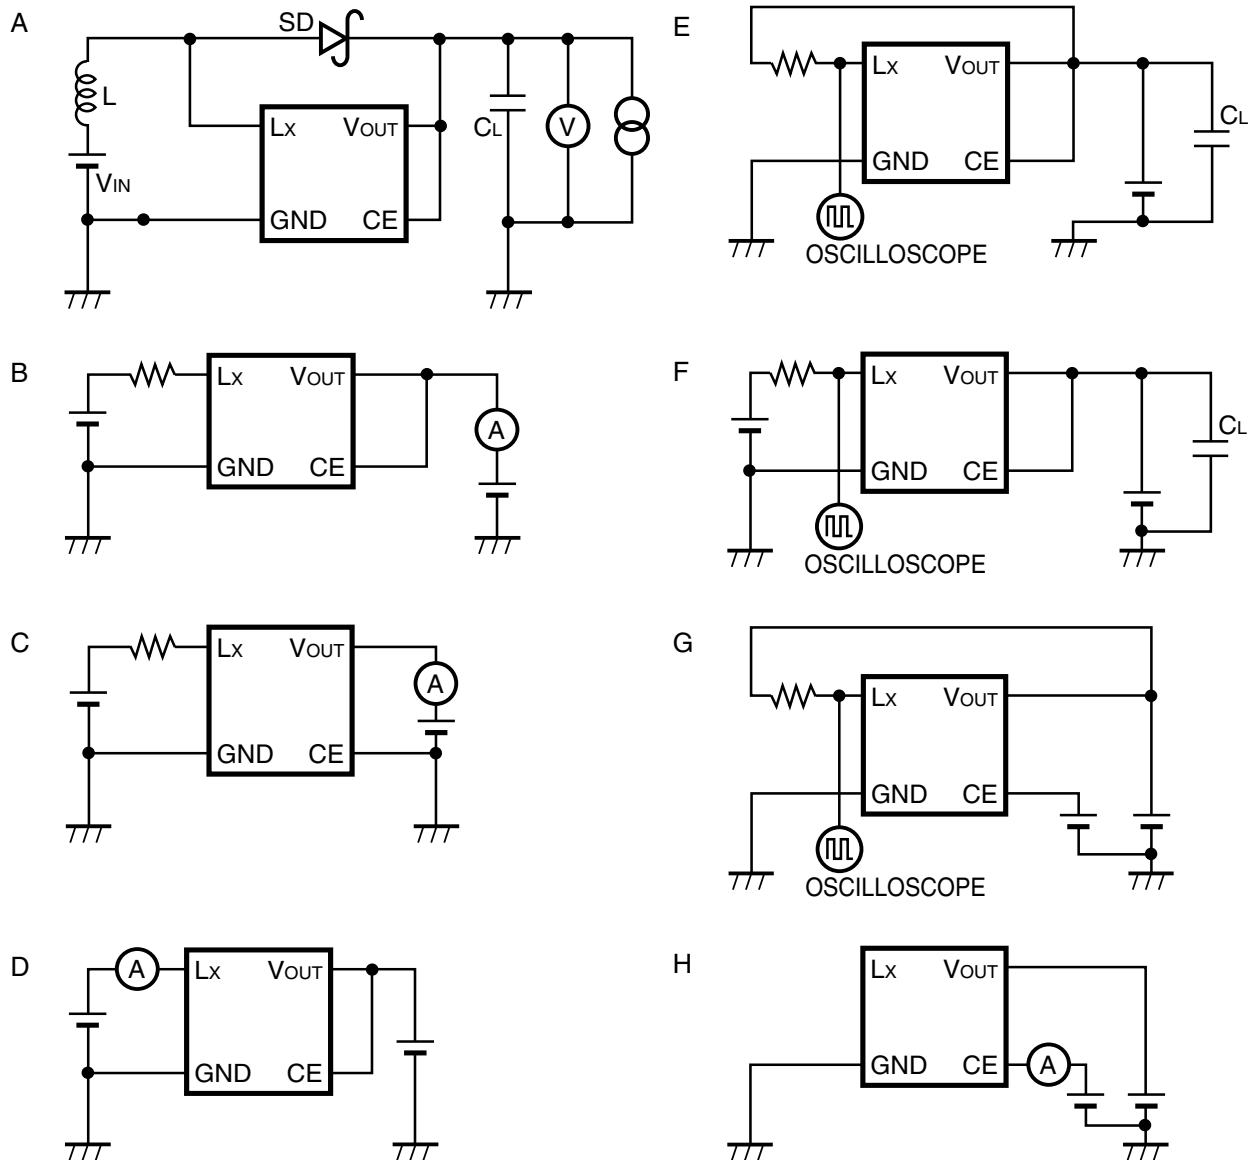 A
SD
L
VIN
LX VOUT
GND CE
CL
V
B
LX VOUT
GND CE
A
C
LX VOUT
GND CE
A
D
A
LX VOUT
GND CE
E
LX VOUT
GND CE
CL
OSCILLOSCOPE
F
LX VOUT
GND CE
CL
OSCILLOSCOPE
G
LX VOUT
GND CE
OSCILLOSCOPE
H
LX VOUT
GND CE
A